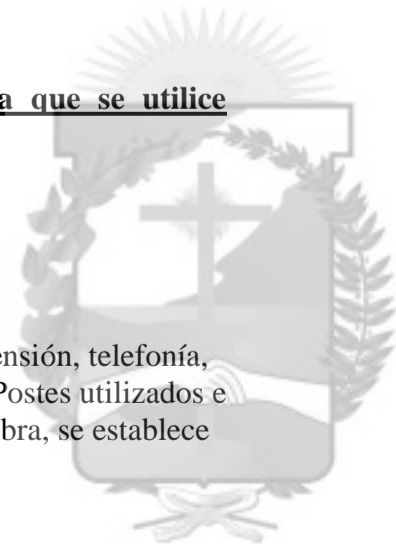 a que se utilice
ensión, telefonía,
Postes utilizados e
bra, se establece